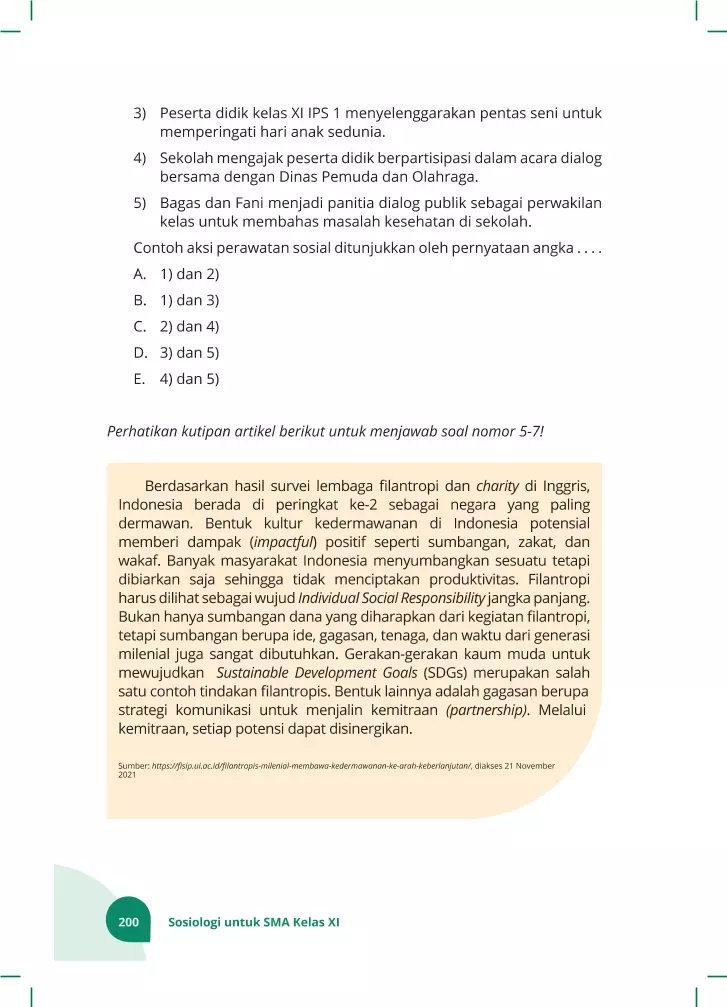 3) Peserta didik kelas XI IPS 1 menyelenggarakan pentas seni untuk
memperingati hari anak sedunia.
4) Sekolah mengajak peserta didik berpartisipasi dalam acara dialog
bersama dengan Dinas Pemuda dan Olahraga.
5) Bagas dan Fani menjadi panitia dialog publik sebagai perwakilan
kelas untuk membahas masalah kesehatan di sekolah.
Contoh aksi perawatan sosial ditunjukkan oleh pernyataan angka . . . .
A. 1) dan 2)
B. 1) dan 3)
C. 2) dan 4)
D. 3) dan 5)
E. 4) dan 5)
Perhatikan kutipan artikel berikut untuk menjawab soal nomor 5-7!
Berdasarkan hasil survei lembaga filantropi dan charity di Inggris,
Indonesia berada di peringkat ke-2 sebagai negara yang paling
dermawan. Bentuk kultur kedermawanan di Indonesia potensial
memberi dampak (impactful) positif seperti sumbangan, zakat, dan
wakaf. Banyak masyarakat Indonesia menyumbangkan sesuatu tetapi
dibiarkan saja sehingga tidak menciptakan produktivitas. Filantropi
harus dilihat sebagai wujud Individual Social Responsibility jangka panjang.
Bukan hanya sumbangan dana yang diharapkan dari kegiatan filantropi,
tetapi sumbangan berupa ide, gagasan, tenaga, dan waktu dari generasi
milenial juga sangat dibutuhkan. Gerakan-gerakan kaum muda untuk
mewujudkan Sustainable Development Goals (SDGs) merupakan salah
satu contoh tindakan filantropis. Bentuk lainnya adalah gagasan berupa
strategi komunikasi untuk menjalin kemitraan (partnership). Melalui
kemitraan, setiap potensi dapat disinergikan.
Sumber: https://fisip.ui.ac.id/filantropis-milenial-membawa-kedermawanan-ke-arah-keberlanjutan/, diakses 21 November
2021
200 Sosiologi untuk SMA Kelas XI